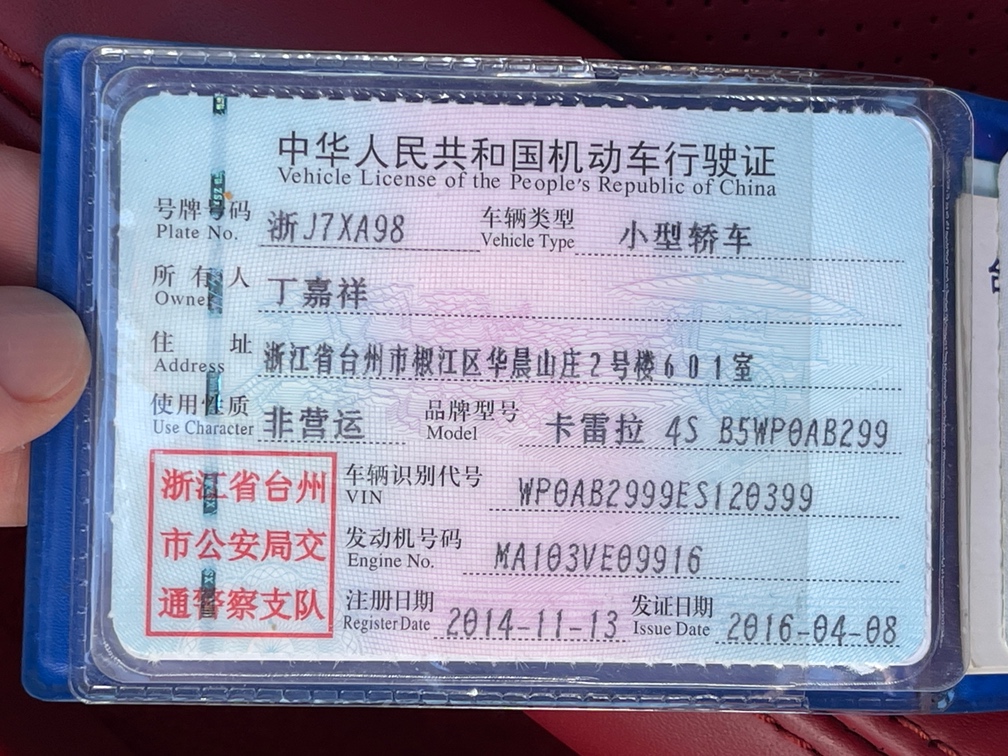 中华人民共和国机动车行驶证
Vehicle License of the People's Republic of China
号牌号码 浙J7XA98 车辆类型 小型轿车
Plate No. Vehicle Type
所有人 丁嘉祥
Owner
住址 浙江省台州市椒江区华晨山庄2号楼601室
Address
使用性质 非营运 品牌型号 卡雷拉 4S B5WP0AB299
Use Character Model
浙江省台州
市公安局交
通警察支队
车辆识别代号 WP0AB2999ES120399
VIN
发动机号码 MA103VE09916
Engine No.
注册日期 2014-11-13 发证日期 2016-04-08
Register Date Issue Date